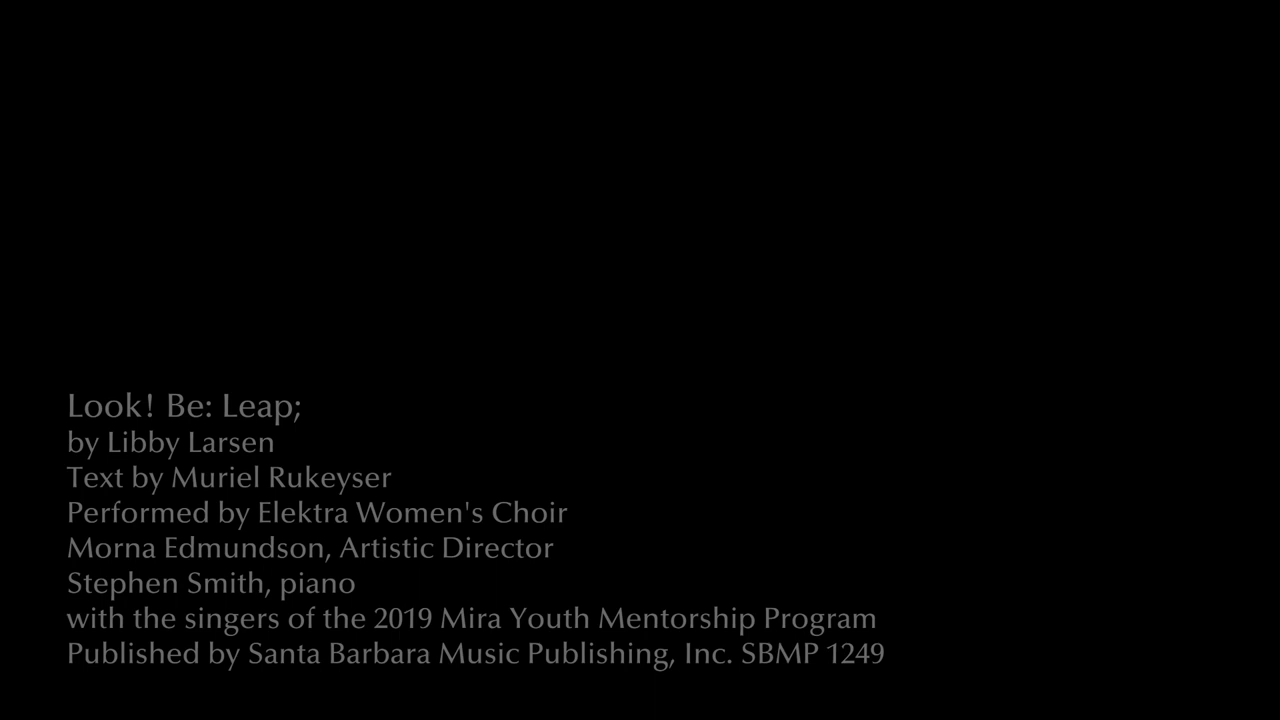 Look! Be: Leap;
by Libby Larsen
Text by Muriel Rukeyser
Performed by Elektra Women's Choir
Morna Edmundson, Artistic Director
Stephen Smith, piano
with the singers of the 2019 Mira Youth Mentorship Program
Published by Santa Barbara Music Publishing, Inc. SBMP 1249